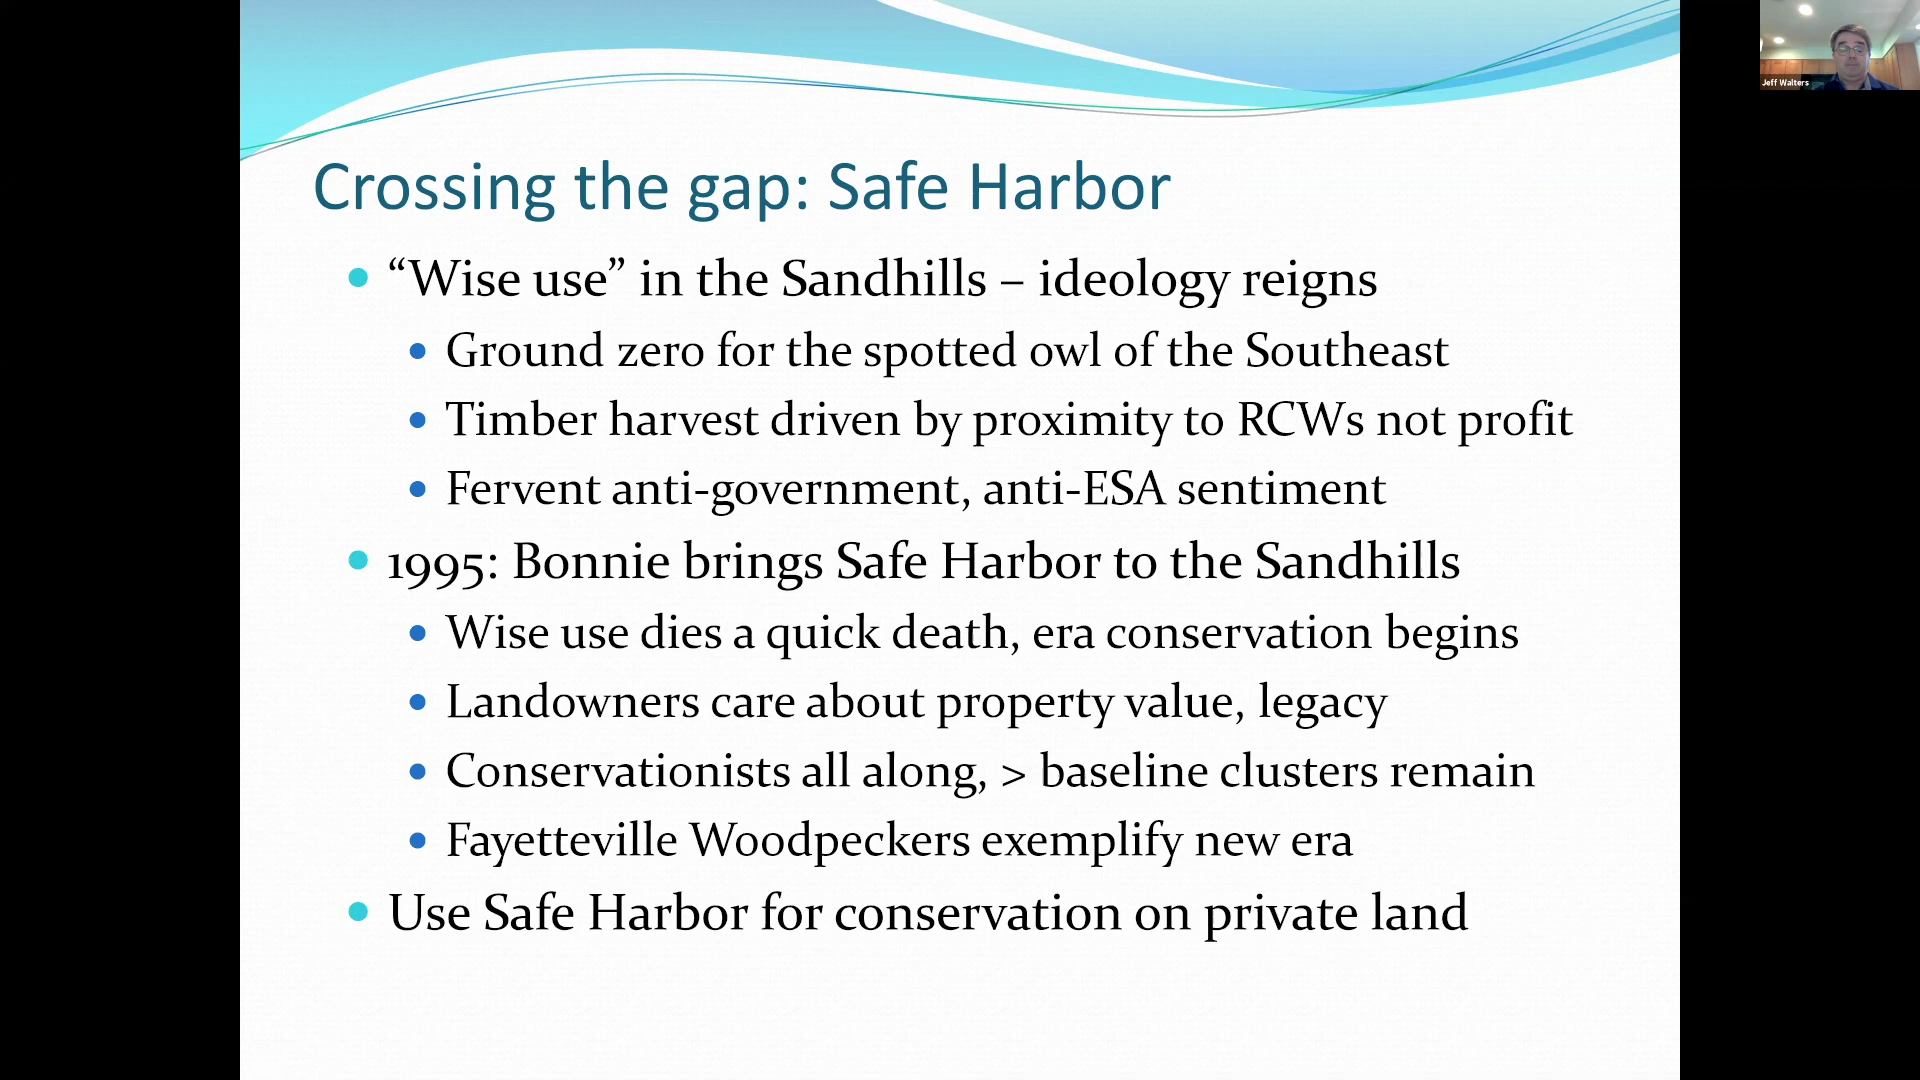 Jeff Walters
Crossing the gap: Safe Harbor
“Wise use” in the Sandhills – ideology reigns
Ground zero for the spotted owl of the Southeast
Timber harvest driven by proximity to RCWs not profit
Fervent anti-government, anti-ESA sentiment
1995: Bonnie brings Safe Harbor to the Sandhills
Wise use dies a quick death, era conservation begins
Landowners care about property value, legacy
Conservationists all along, > baseline clusters remain
Fayetteville Woodpeckers exemplify new era
Use Safe Harbor for conservation on private land